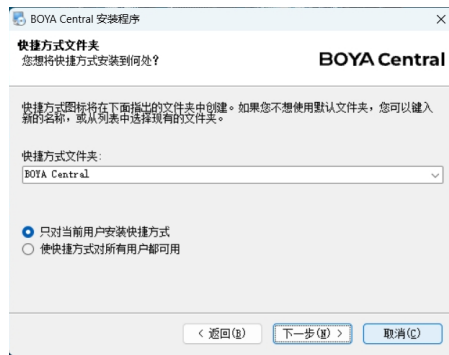 BOYA Central 安装程序
快捷方式文件夹
您想将快捷方式安装到何处?
BOYA Central
快捷方式图标将在下面指出的文件夹中创建。如果您不想使用默认文件夹，您可以键入
新的名称，或从列表中选择现有的文件夹。
快捷方式文件夹:
BOYA Central
只对当前用户安装快捷方式
使快捷方式对所有用户都可用
< 返回(B)
下一步(N) >
取消(C)